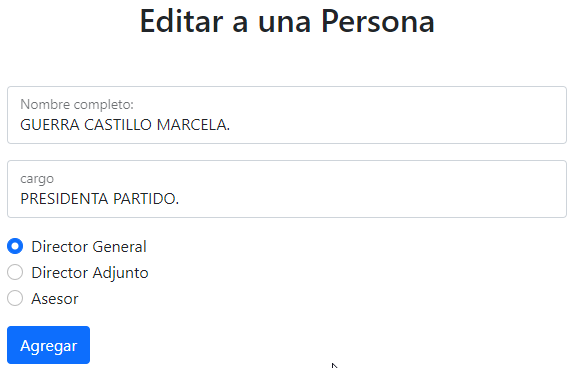 Editar a una Persona
Nombre completo:
GUERRA CASTILLO MARCELA.
cargo
PRESIDENTA PARTIDO.
Director General
Director Adjunto
Asesor
Agregar